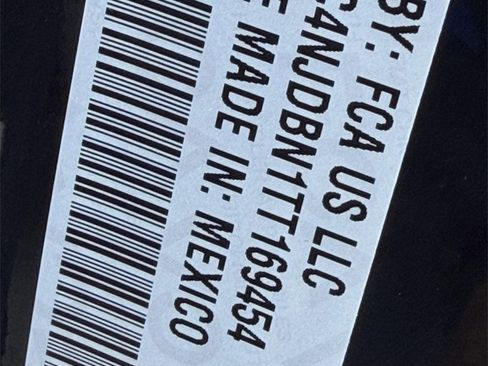 BY: FCA US LLC
C4NJDBN1TT169454
E MADE IN: MEXICO